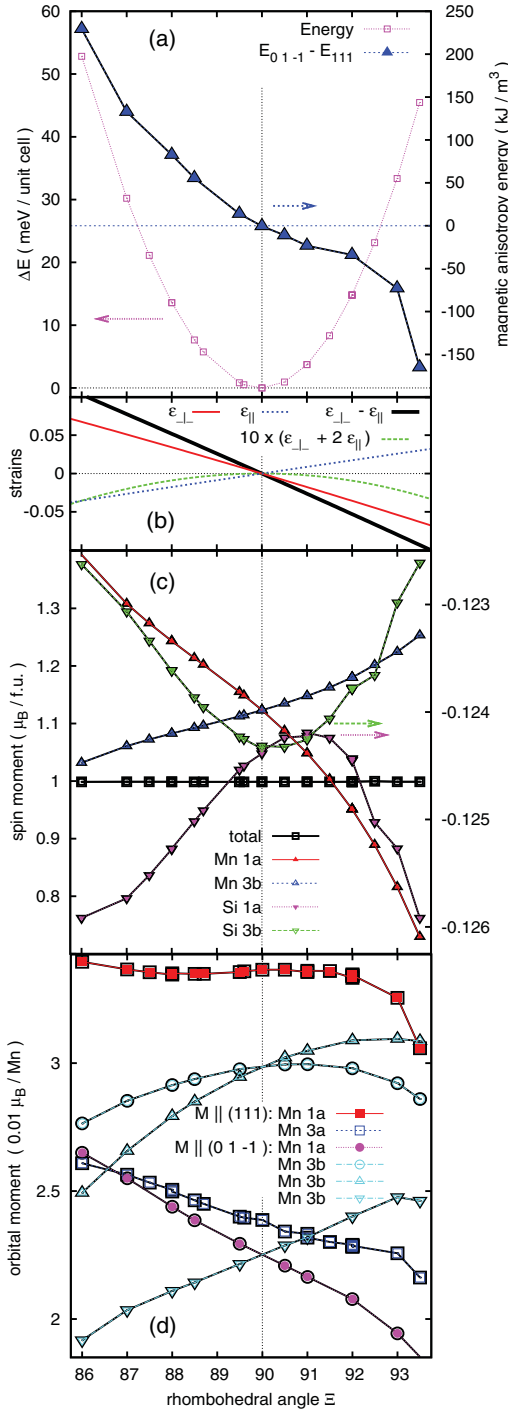 (a)
Energy
E0 1 -1 - E111
ΔE ( meV / unit cell)
60
50
40
30
20
10
0
magnetic anisotropy energy ( kJ / m3 )
250
200
150
100
50
0
-50
-100
-150
ε⊥ ε|| ε⊥ - ε||
10 x (ε⊥ + 2 ε||)
strains
0.05
0
-0.05
(b)
(c)
spin moment ( μB / f.u. )
1.3
1.2
1.1
1
0.9
0.8
-0.123
-0.124
-0.125
-0.126
total
Mn 1a
Mn 3b
Si 1a
Si 3b
orbital moment ( 0.01 μB / Mn )
3
2.5
2
M || (111): Mn 1a
Mn 3a
M || (0 1 -1): Mn 1a
Mn 3b
Mn 3b
Mn 3b
(d)
86 87 88 89 90 91 92 93
rhombohedral angle Ξ